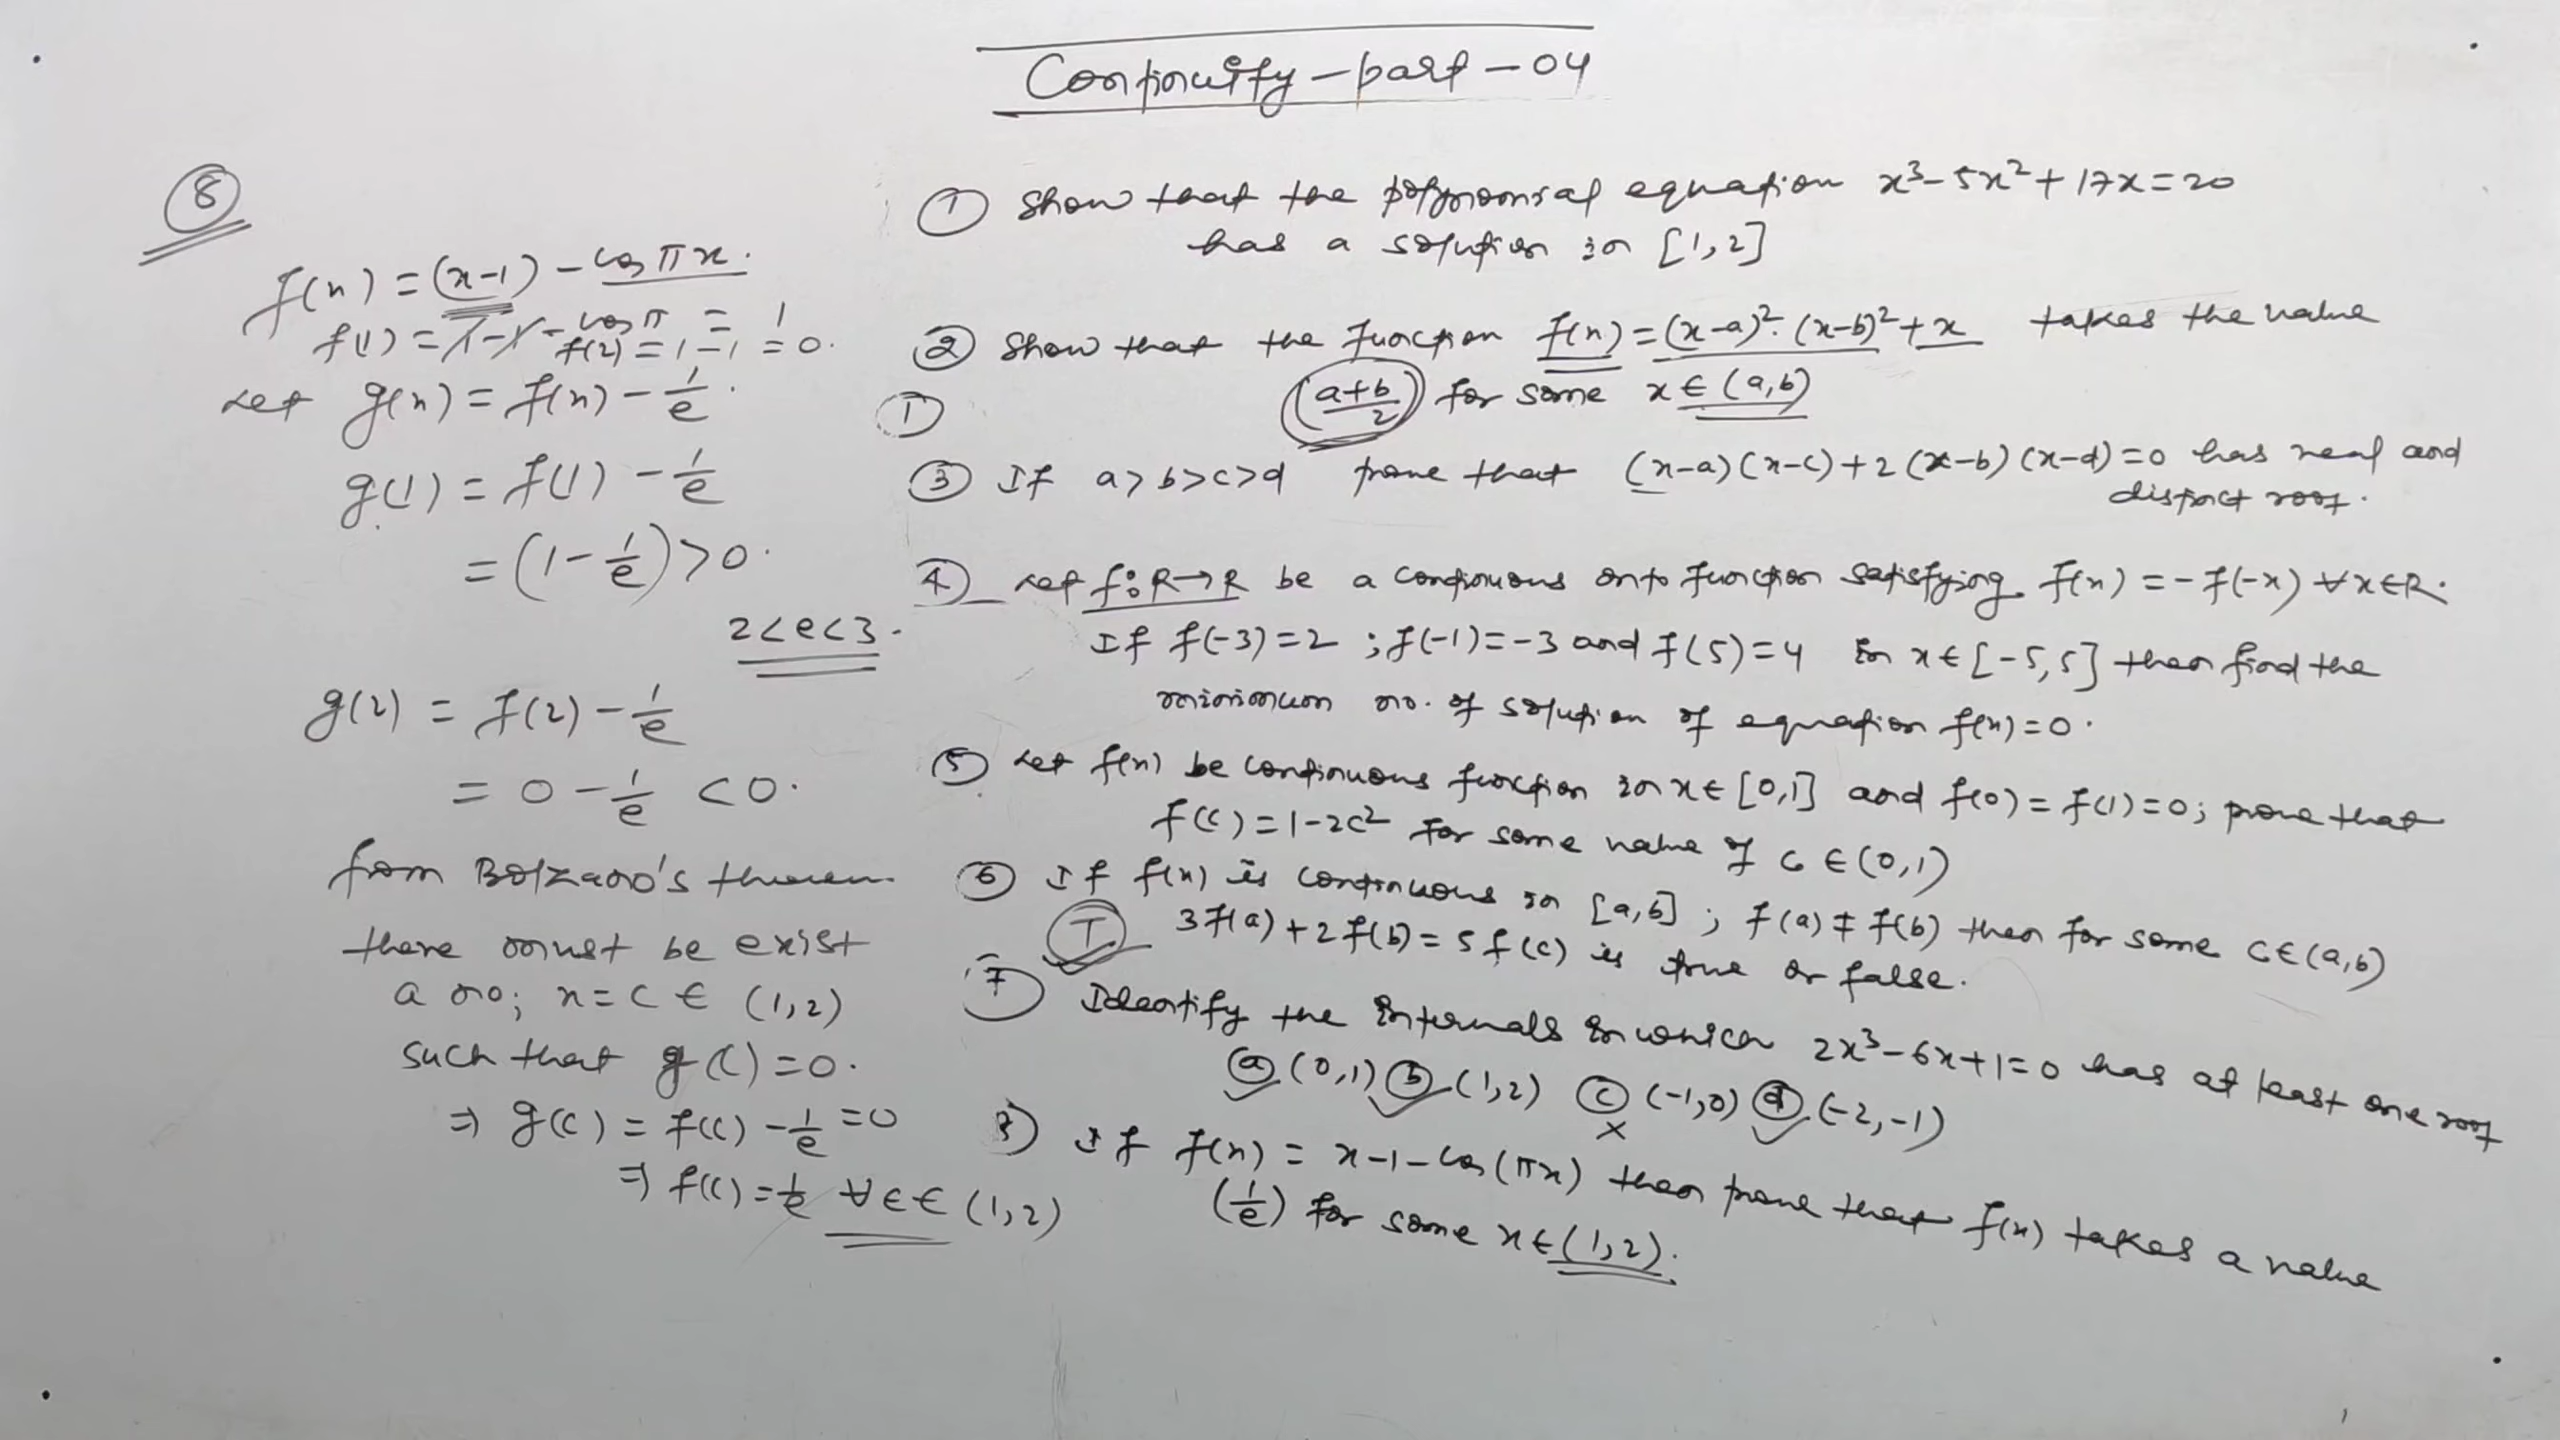 Continuity - part - 04
⑧
f(x) = (x-1) - cos πx.
f(1) = 1-1 - cos π = 1
f(2) = 1-1 = 0.
Let g(x) = f(x) - 1/e.
g(1) = f(1) - 1/e
= (1 - 1/e) > 0.
2<e<3.
g(2) = f(2) - 1/e
= 0 - 1/e < 0.
from Bolzano's theorem
there must be exist
a no; x = c ∈ (1,2)
such that g(c) = 0.
⇒ g(c) = f(c) - 1/e = 0
⇒ f(c) = 1/e ∀ c ∈ (1,2)
① Show that the polynomial equation x³-5x²+17x=20
has a solution in [1,2]
② Show that the function f(x) = (x-a)².(x-b)²+x takes the value
① (a+b/2) for some x ∈ (a,b)
③ If a>b>c>d prove that (x-a)(x-c)+2(x-b)(x-d)=0 has real and
distinct root.
④ Let f:R→R be a continuous onto function satisfying f(x) = -f(-x) ∀ x∈R.
If f(-3)=2 ; f(-1)=-3 and f(5)=4 in x∈[-5,5] then find the
minimum no. of solution of equation f(x)=0.
⑤ Let f(x) be continuous function in x∈[0,1] and f(0)=f(1)=0; prove that
f(c)=1-2c² for some value of c ∈(0,1)
⑥ If f(x) is continuous in [a,b] ; f(a)≠f(b) then for some c∈(a,b)
T 3f(a)+2f(b)=5f(c) is true or false.
⑦ Identify the intervals in which 2x³-6x+1=0 has at least one root
ⓐ (0,1) ⓑ (1,2) ⓒ (-1,0) ⓓ (-2,-1)
×
8) If f(x) = x-1-cos(πx) then prove that f(x) takes a value
(1/e) for some x∈(1,2).